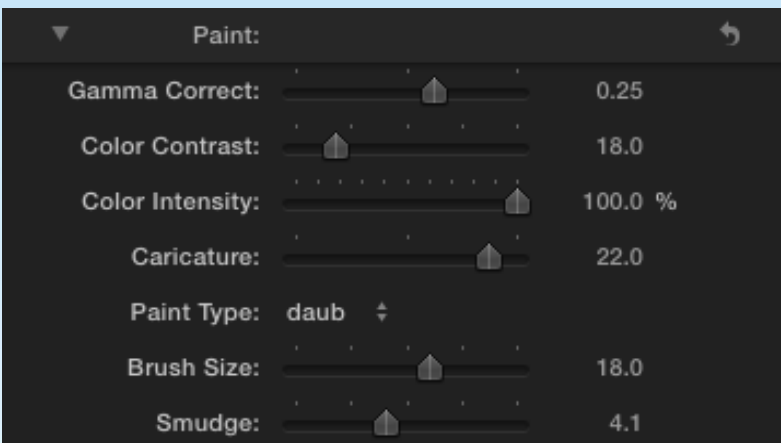 Paint:
Gamma Correct: 0.25
Color Contrast: 18.0
Color Intensity: 100.0 %
Caricature: 22.0
Paint Type: daub
Brush Size: 18.0
Smudge: 4.1